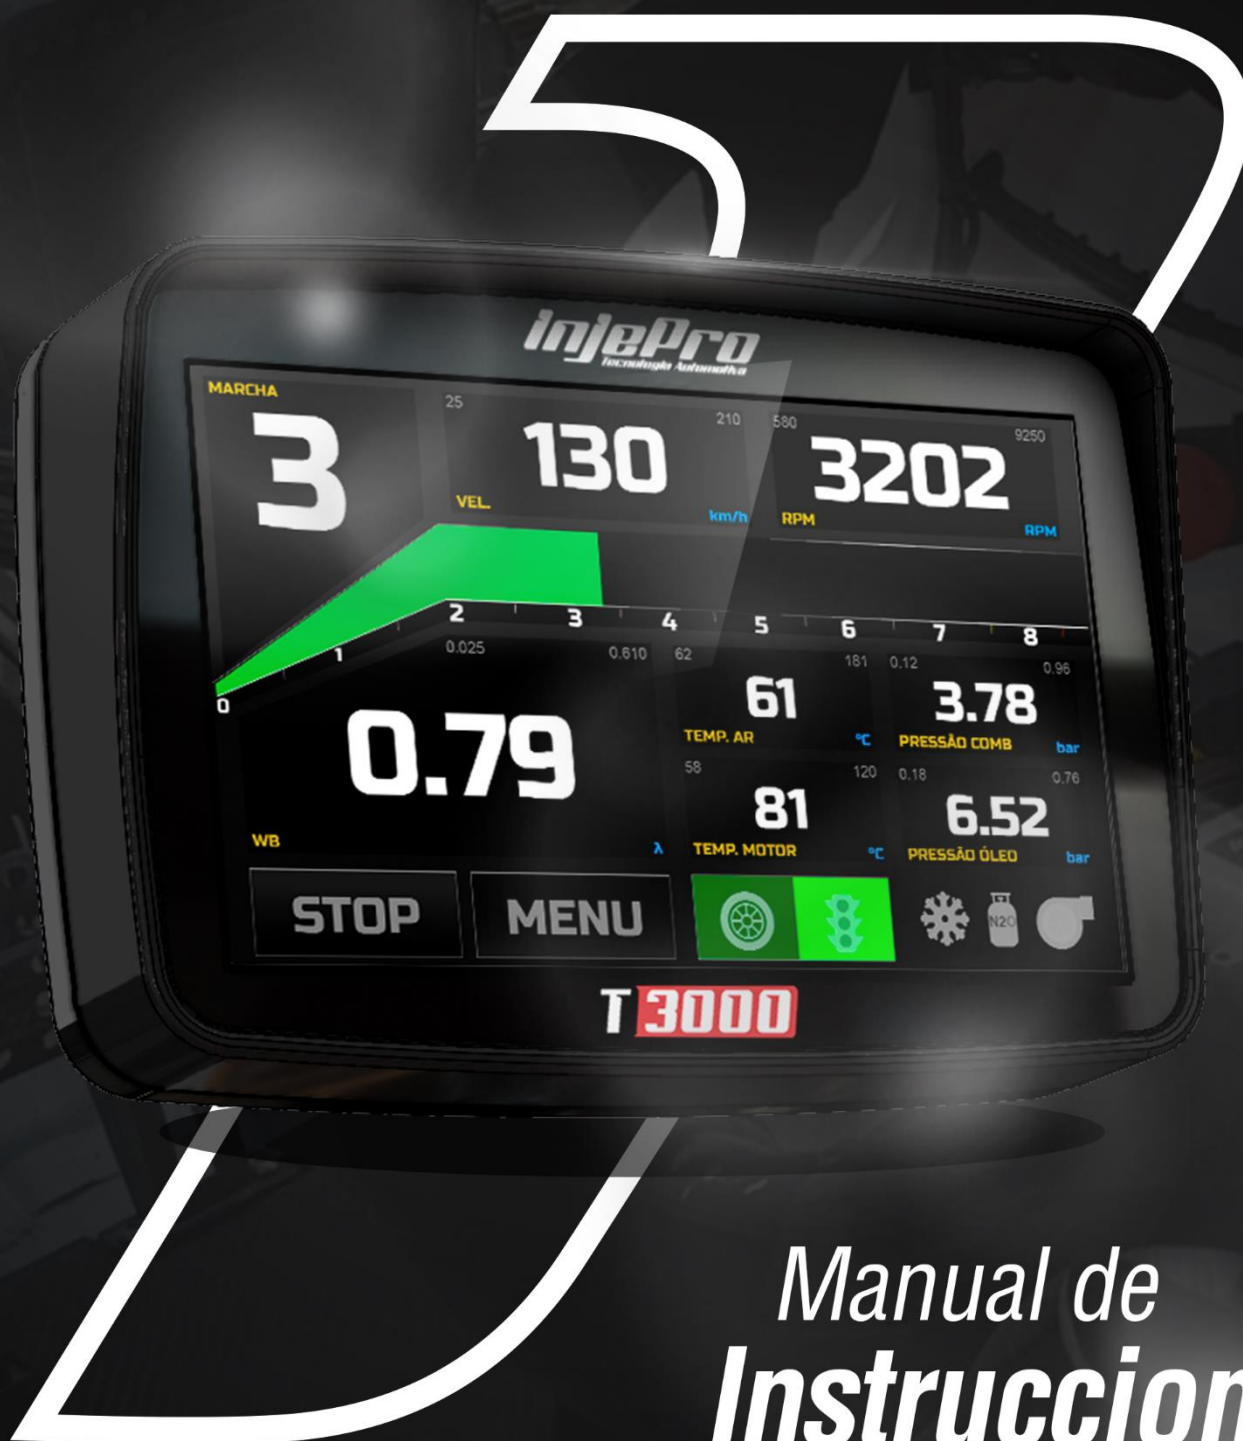 injePro
Tecnologia Automotiva
MARCHA
3
25
210
130
VEL.
km/h
580
9250
3202
RPM
RPM
0 1 2 3 4 5 6 7 8
0.025
0.610
0.79
WB
λ
62
181
61
TEMP. AR
°C
0.12
0.96
3.78
PRESSÃO COMB
bar
58
120
81
TEMP. MOTOR
°C
0.18
0.76
6.52
PRESSÃO ÓLEO
bar
STOP
MENU
N2O
T3000
Manual de
Instruccion